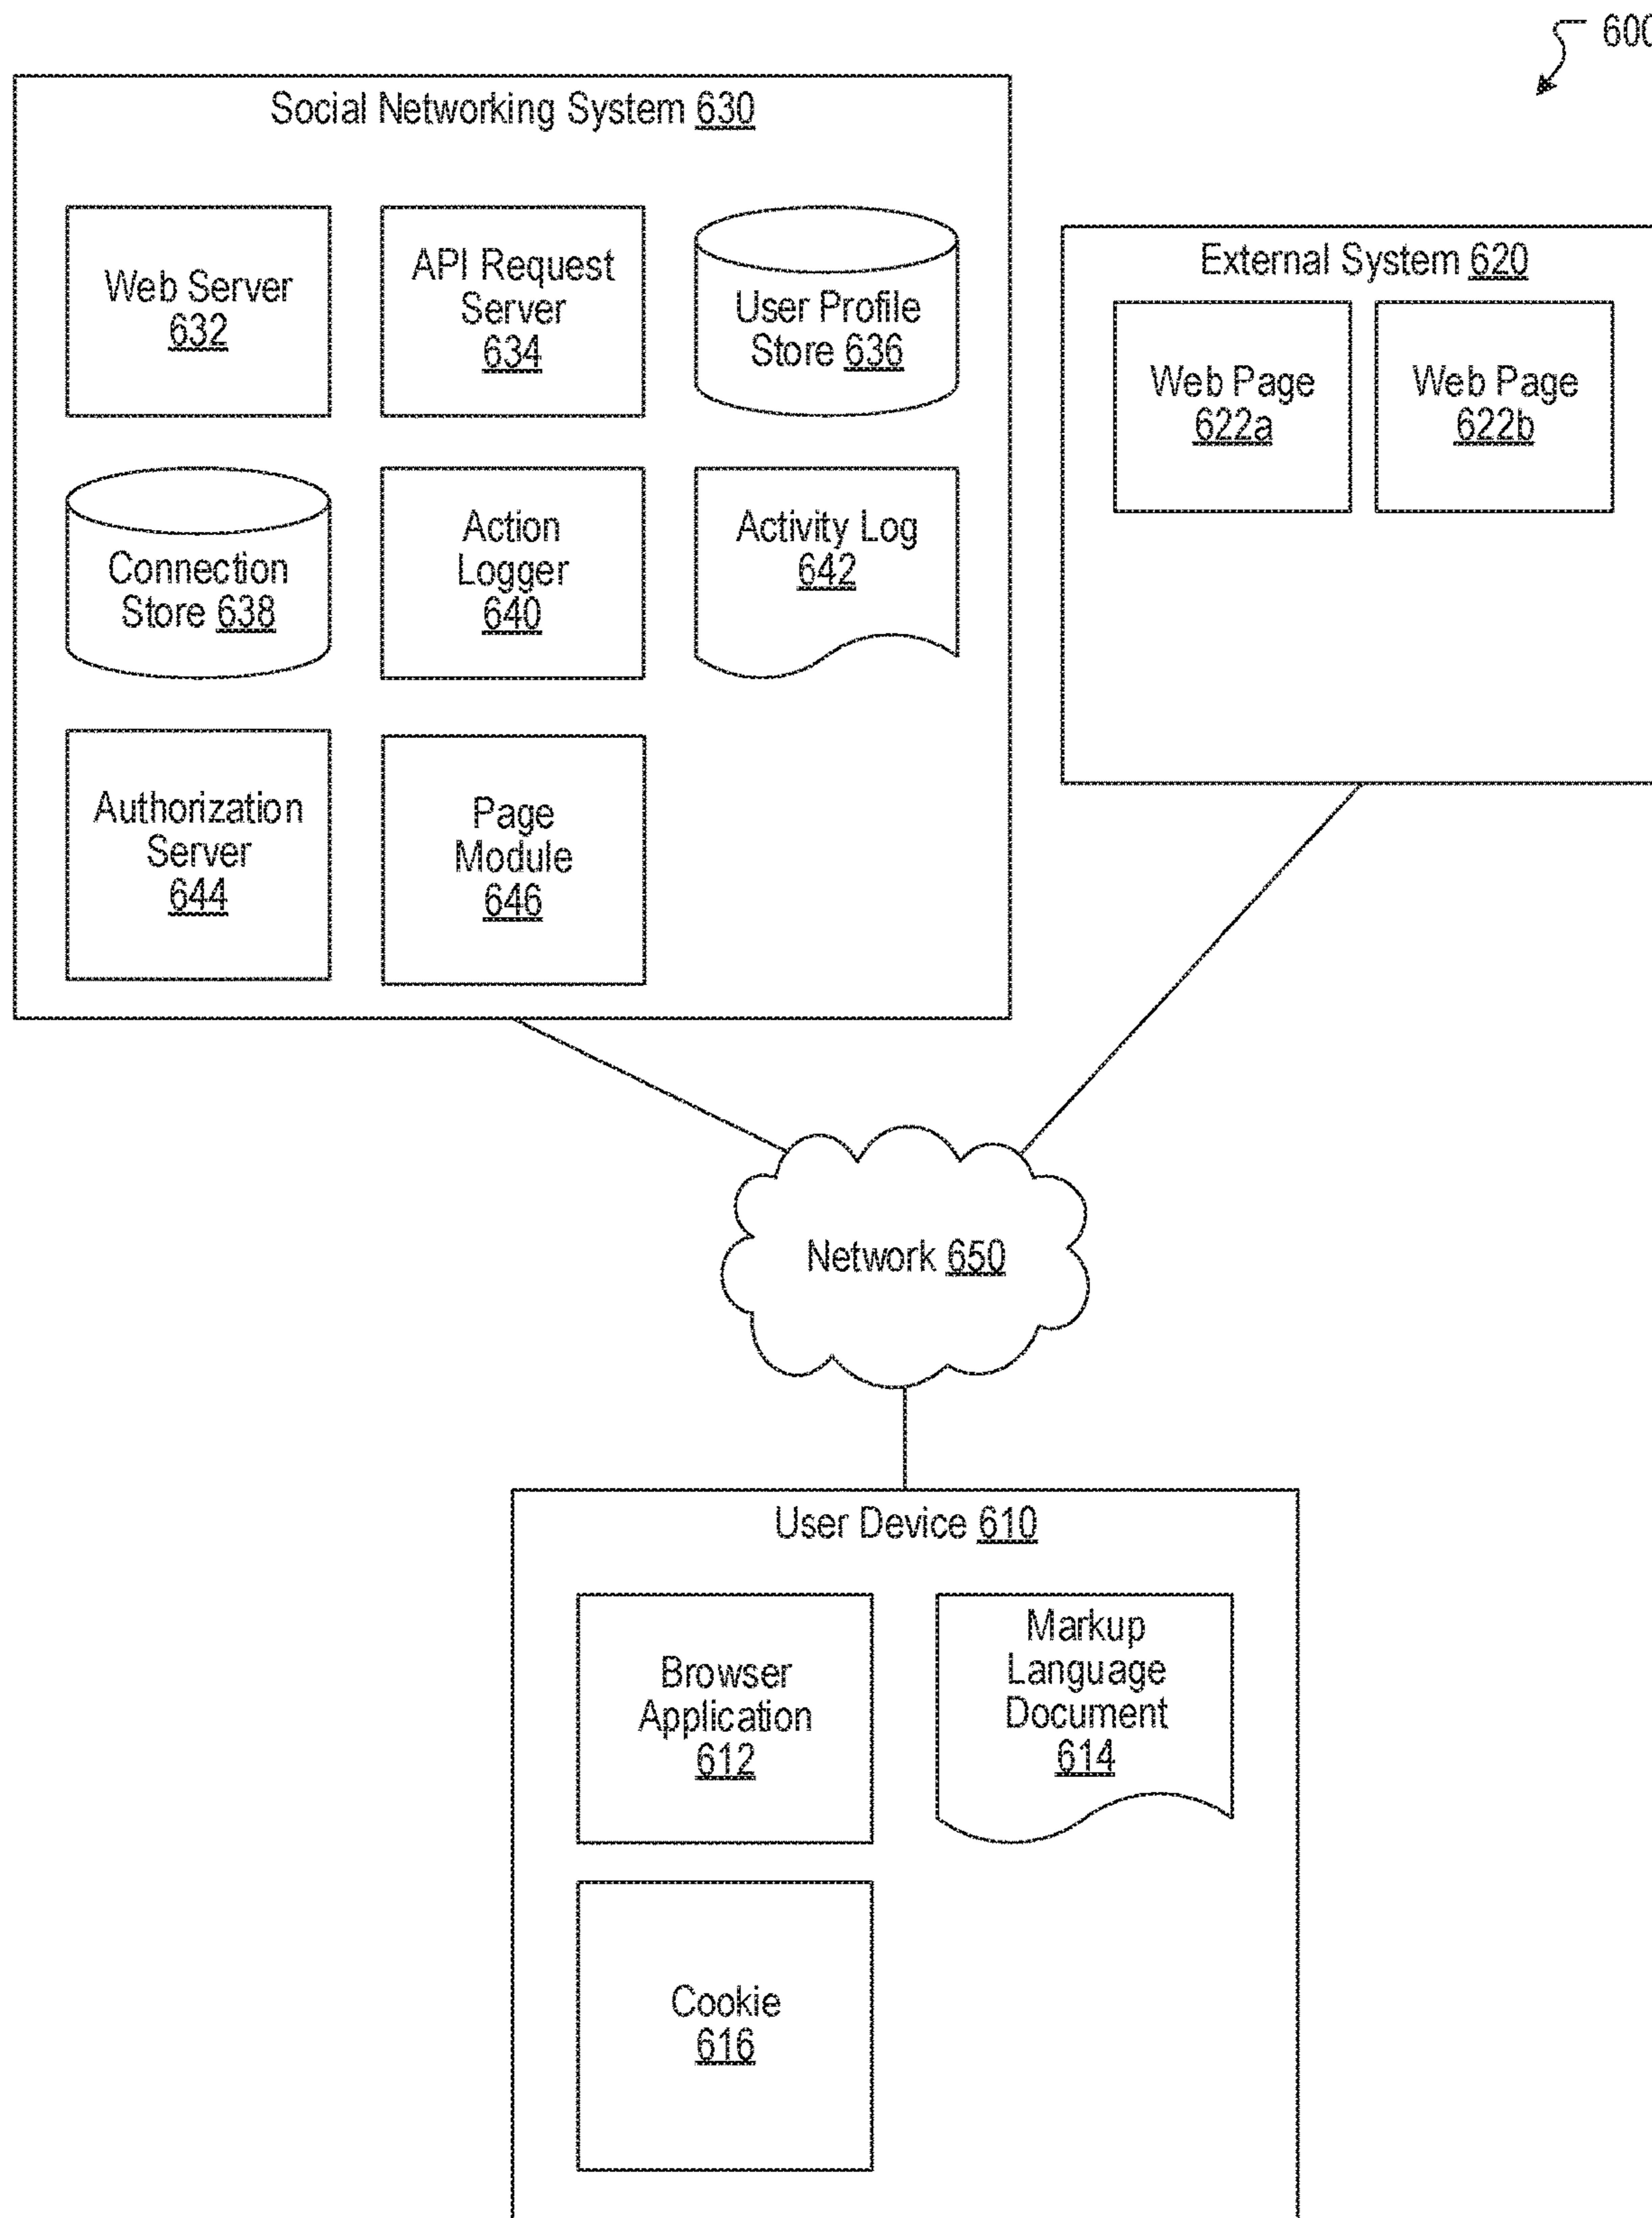 600
Social Networking System 630
Web Server
632
API Request
Server
634
User Profile
Store 636
Connection
Store 638
Action
Logger
640
Activity Log
642
Authorization
Server
644
Page
Module
646
External System 620
Web Page
622a
Web Page
622b
Network 650
User Device 610
Browser
Application
612
Markup
Language
Document
614
Cookie
616